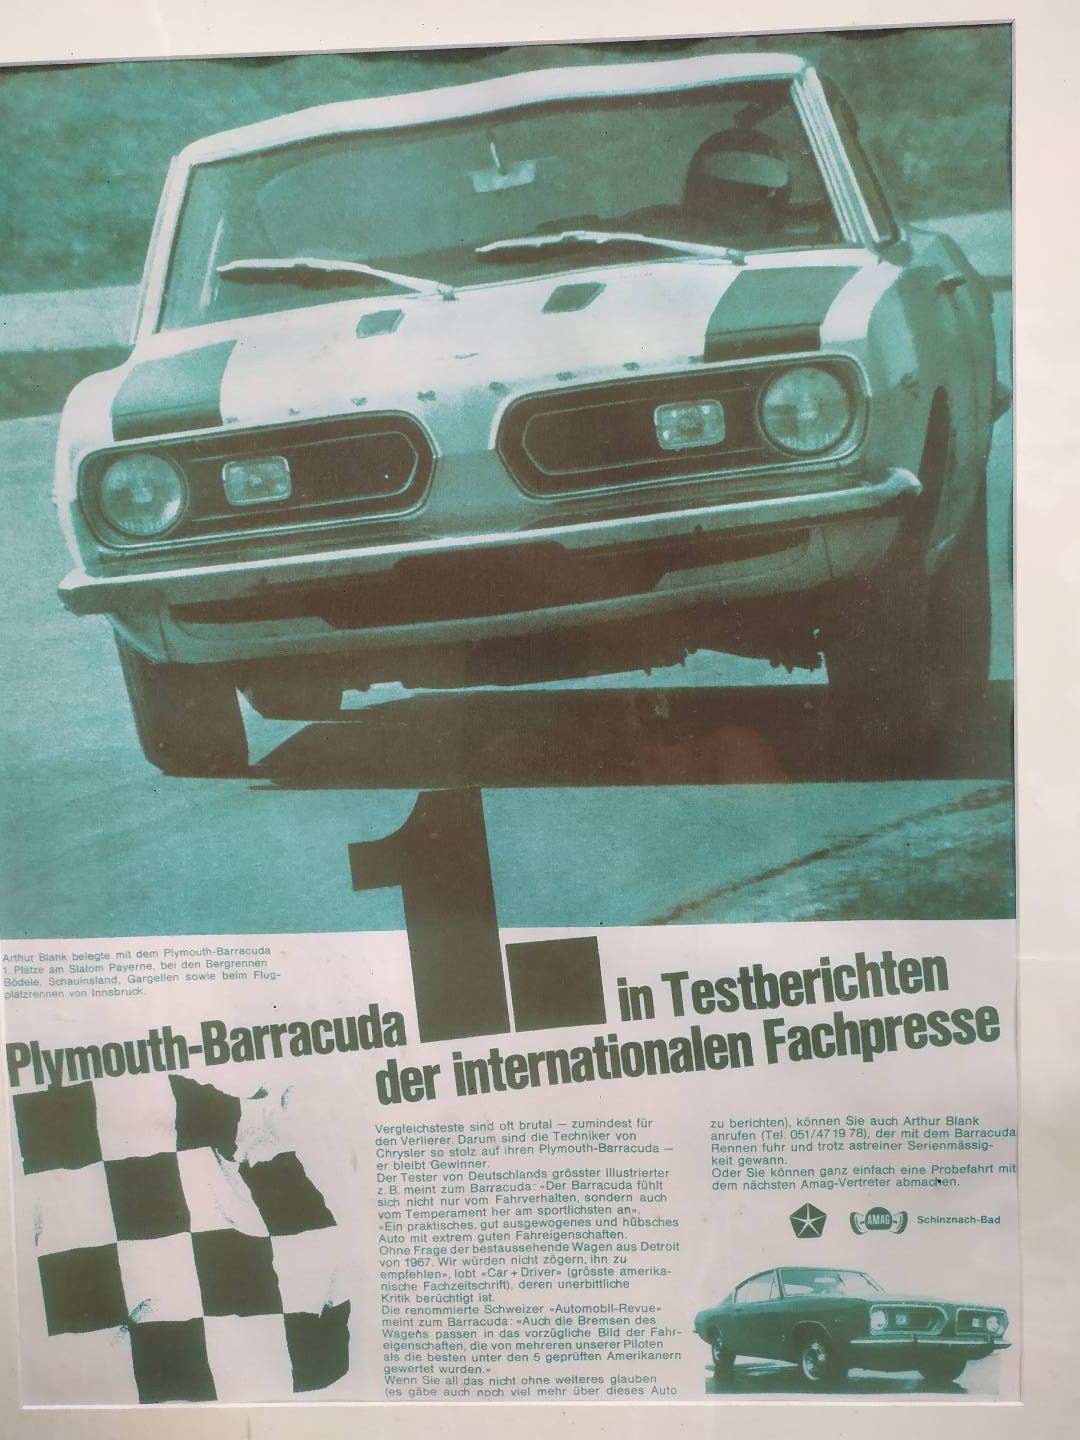 Arthur Blank belegte mit dem Plymouth-Barracuda
1. Plätze am Slalom Payerne, bei den Bergrennen
Bödele, Schauinsland, Gargellen sowie beim Flug-
platzrennen von Innsbruck.
Plymouth-Barracuda 1. in Testberichten
der internationalen Fachpresse
Vergleichsteste sind oft brutal – zumindest für
den Verlierer. Darum sind die Techniker von
Chrysler so stolz auf ihren Plymouth-Barracuda –
er bleibt Gewinner.
Der Tester von Deutschlands grösster Illustrierter
z. B. meint zum Barracuda: «Der Barracuda fühlt
sich nicht nur vom Fahrverhalten, sondern auch
vom Temperament her am sportlichsten an».
«Ein praktisches, gut ausgewogenes und hübsches
Auto mit extrem guten Fahreigenschaften.
Ohne Frage der bestaussehende Wagen aus Detroit
von 1967. Wir würden nicht zögern, ihn zu
empfehlen», lobt «Car + Driver» (grösste amerika-
nische Fachzeitschrift), deren unerbittliche
Kritik berüchtigt ist.
Die renommierte Schweizer «Automobil-Revue»
meint zum Barracuda: «Auch die Bremsen des
Wagens passen in das vorzügliche Bild der Fahr-
eigenschaften, die von mehreren unserer Piloten
als die besten unter den 5 geprüften Amerikanern
gewertet wurden.»
Wenn Sie all das nicht ohne weiteres glauben
(es gäbe auch noch viel mehr über dieses Auto
zu berichten), können Sie auch Arthur Blank
anrufen (Tel. 051/47 19 78), der mit dem Barracuda
Rennen fuhr und trotz astreiner Serienmässig-
keit gewann.
Oder Sie können ganz einfach eine Probefahrt mit
dem nächsten Amag-Vertreter abmachen.
AMAG Schinznach-Bad